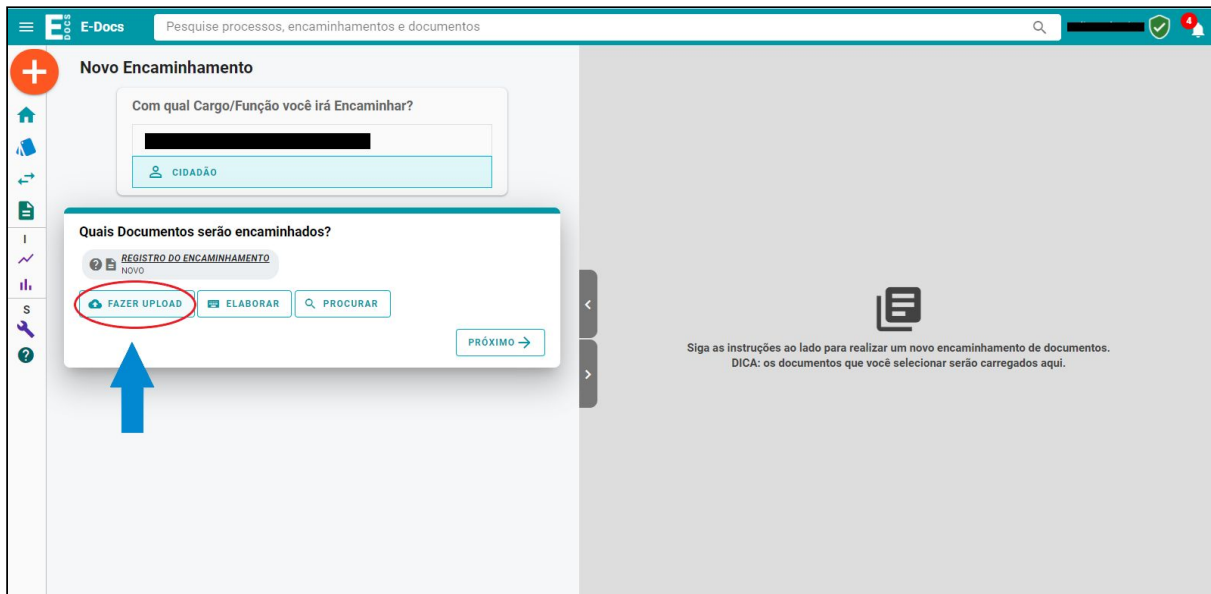 E DOCS E-Docs Pesquise processos, encaminhamentos e documentos 4
Novo Encaminhamento
Com qual Cargo/Função você irá Encaminhar?
CIDADÃO
Quais Documentos serão encaminhados?
REGISTRO DO ENCAMINHAMENTO
NOVO
FAZER UPLOAD ELABORAR PROCURAR
PRÓXIMO
I
S
Siga as instruções ao lado para realizar um novo encaminhamento de documentos.
DICA: os documentos que você selecionar serão carregados aqui.